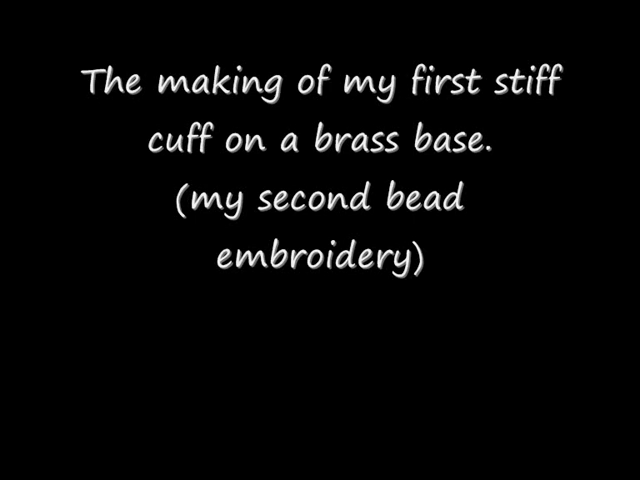 The making of my first stiff
cuff on a brass base.
(my second bead
embroidery)